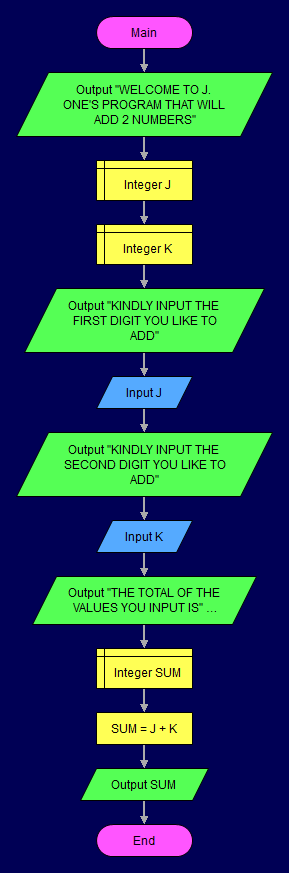 Main
Output "WELCOME TO J.
ONE'S PROGRAM THAT WILL
ADD 2 NUMBERS"
Integer J
Integer K
Output "KINDLY INPUT THE
FIRST DIGIT YOU LIKE TO
ADD"
Input J
Output "KINDLY INPUT THE
SECOND DIGIT YOU LIKE TO
ADD"
Input K
Output "THE TOTAL OF THE
VALUES YOU INPUT IS" ...
Integer SUM
SUM = J + K
Output SUM
End